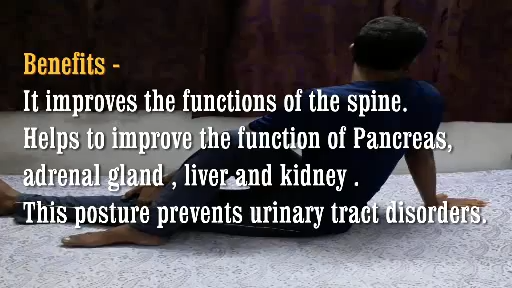 Benefits -
It improves the functions of the spine.
Helps to improve the function of Pancreas,
adrenal gland , liver and kidney .
This posture prevents urinary tract disorders.